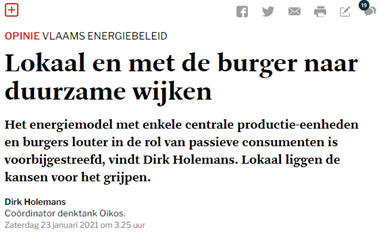 19
OPINIE VLAAMS ENERGIEBELEID
Lokaal en met de burger naar
duurzame wijken
Het energiemodel met enkele centrale productie-eenheden
en burgers louter in de rol van passieve consumenten is
voorbijgestreefd, vindt Dirk Holemans. Lokaal liggen de
kansen voor het grijpen.
Dirk Holemans
Coördinator denktank Oikos.
Zaterdag 23 januari 2021 om 3.25 uur